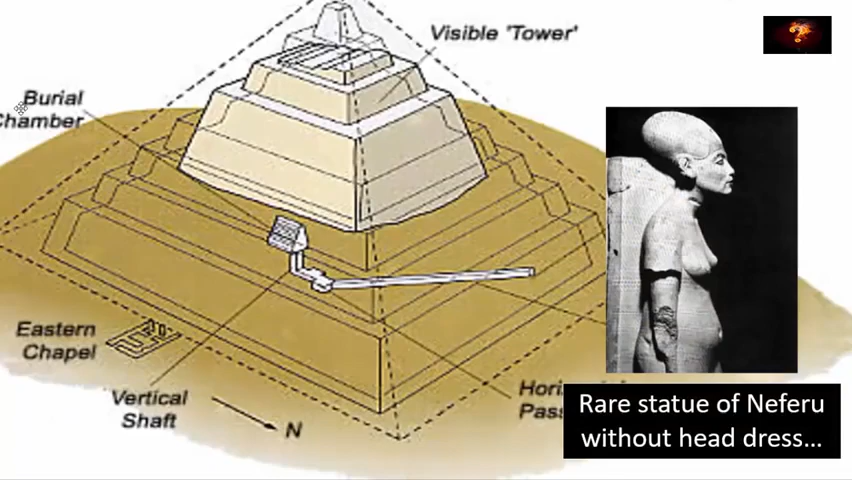 Visible 'Tower'
Burial
Chamber
Eastern
Chapel
Vertical
Shaft
N
Rare statue of Neferu
without head dress...